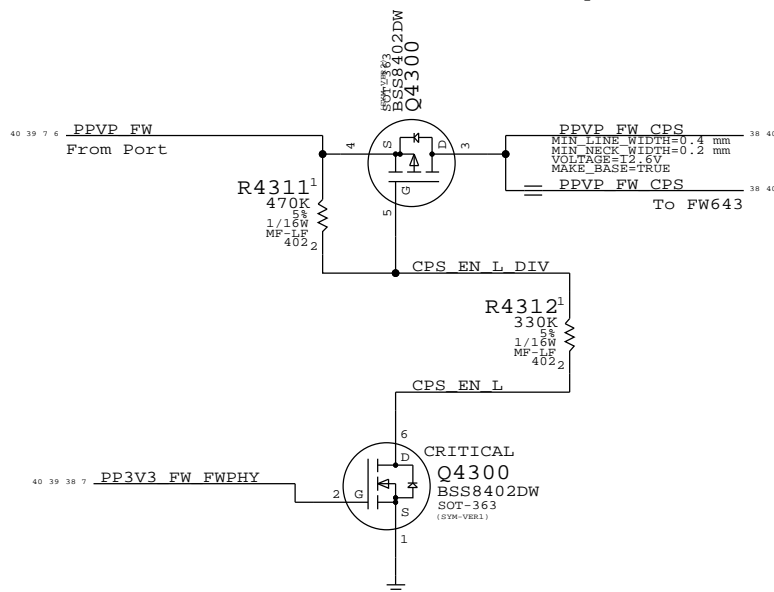 BSS8402DW
SOT-363
Q4300
40 39 7 6 PPVP_FW
From Port
4 S D 3
G
5
PPVP_FW_CPS 38 40
MIN_LINE_WIDTH=0.4 mm
MIN_NECK_WIDTH=0.2 mm
VOLTAGE=12.6V
MAKE_BASE=TRUE
PPVP_FW_CPS 38 40
To FW643
R4311 1
470K
5%
1/16W
MF-LF
402 2
CPS_EN_L_DIV
R4312 1
330K
5%
1/16W
MF-LF
402 2
CPS_EN_L
6
D
CRITICAL
Q4300
BSS8402DW
SOT-363
(SYM-VER1)
40 39 38 7 PP3V3_FW_FWPHY
2 G
S
1